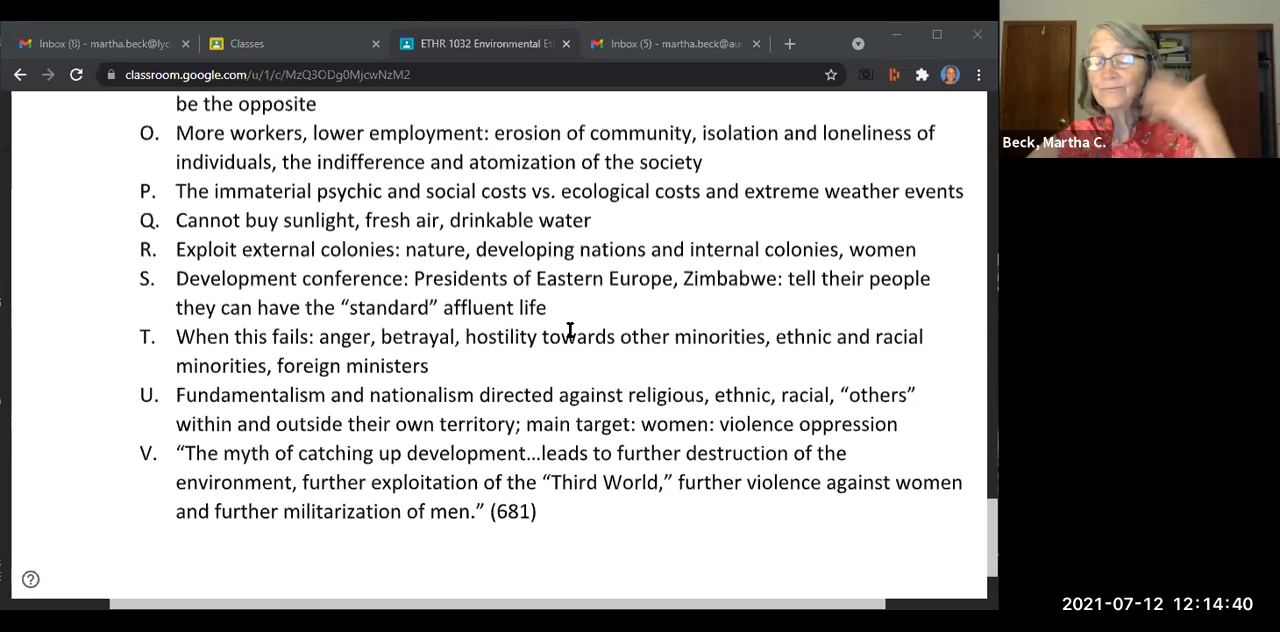 Inbox (8) - martha.beck@lyc
Classes
ETHR 1032 Environmental Et
Inbox (5) - martha.beck@au
classroom.google.com/u/1/c/MzQ3ODg0MjcwNzM2
be the opposite
O. More workers, lower employment: erosion of community, isolation and loneliness of
individuals, the indifference and atomization of the society
P. The immaterial psychic and social costs vs. ecological costs and extreme weather events
Q. Cannot buy sunlight, fresh air, drinkable water
R. Exploit external colonies: nature, developing nations and internal colonies, women
S. Development conference: Presidents of Eastern Europe, Zimbabwe: tell their people
they can have the “standard” affluent life
T. When this fails: anger, betrayal, hostility towards other minorities, ethnic and racial
minorities, foreign ministers
U. Fundamentalism and nationalism directed against religious, ethnic, racial, “others”
within and outside their own territory; main target: women: violence oppression
V. “The myth of catching up development...leads to further destruction of the
environment, further exploitation of the “Third World,” further violence against women
and further militarization of men.” (681)
Beck, Martha C.
2021-07-12 12:14:40